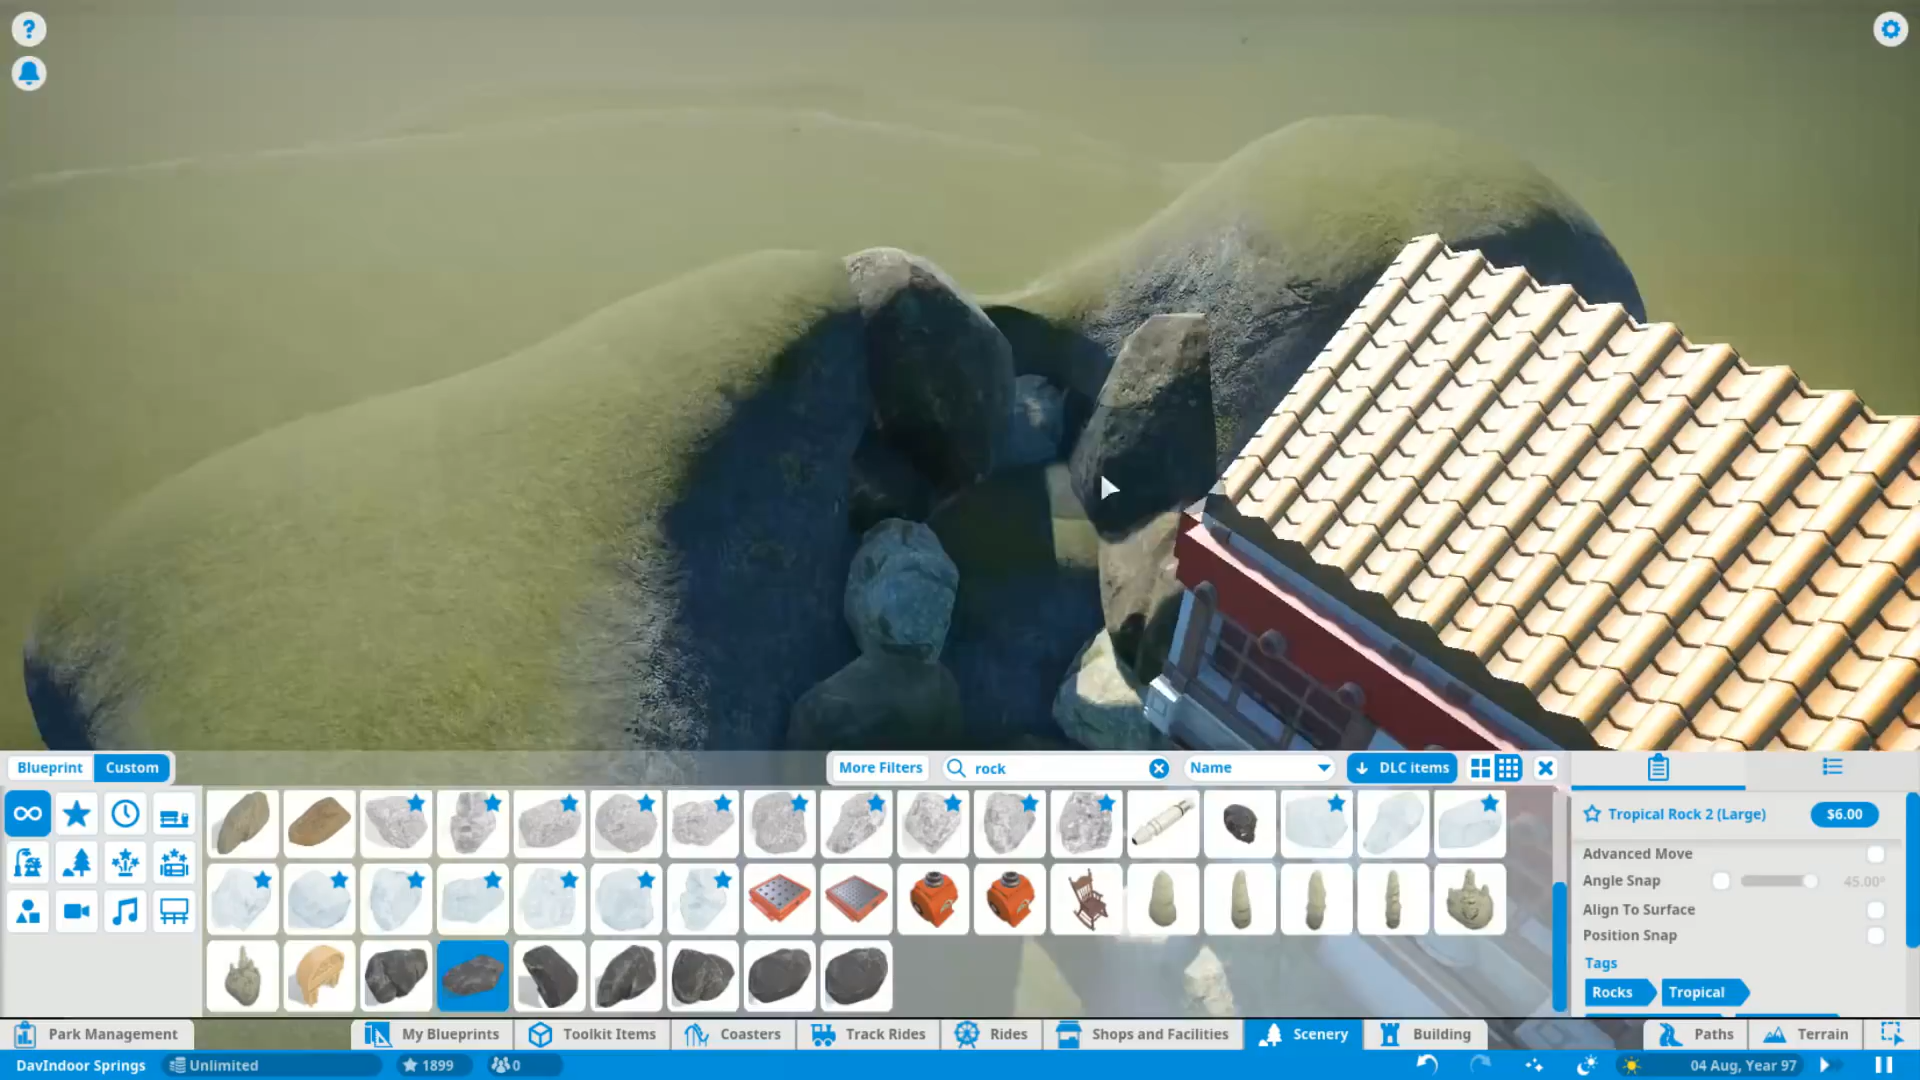 ?
Blueprint
Custom
More Filters
rock
Name
DLC items
Tropical Rock 2 (Large)
$6.00
Advanced Move
Angle Snap
45.00°
Align To Surface
Position Snap
Tags
Rocks
Tropical
Park Management
My Blueprints
Toolkit Items
Coasters
Track Rides
Rides
Shops and Facilities
Scenery
Building
Paths
Terrain
DavIndoor Springs
Unlimited
1899
0
04 Aug, Year 97